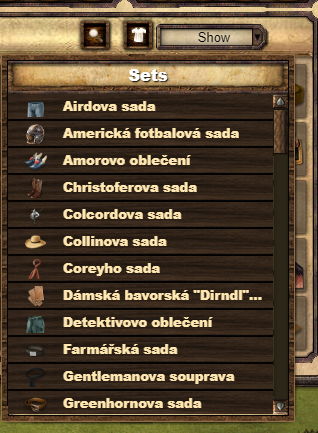 Show
Sets
Airdova sada
Americká fotbalová sada
Amorovo oblečení
Christoferova sada
Colcordova sada
Collinova sada
Coreyho sada
Dámská bavorská "Dirndl"...
Detektivovo oblečení
Farmářská sada
Gentlemanova souprava
Greenhornova sada